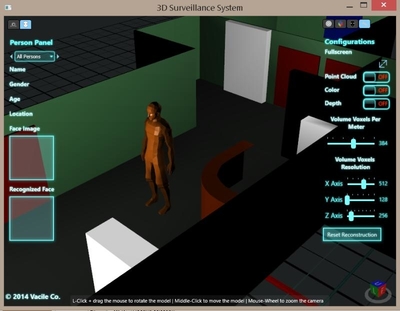 3D Surveillance System
Person Panel
All Persons
Name
Gender
Age
Location
Face Image
Recognized Face
© 2014 Vacile Co.
Configurations
Fullscreen
Point Cloud OFF
Color OFF
Depth OFF
Volume Voxels Per
Meter
384
Volume Voxels
Resolution
X Axis 512
Y Axis 128
Z Axis 256
Reset Reconstruction
L-Click + drag the mouse to rotate the model | Middle-Click to move the model | Mouse-Wheel to zoom the camera